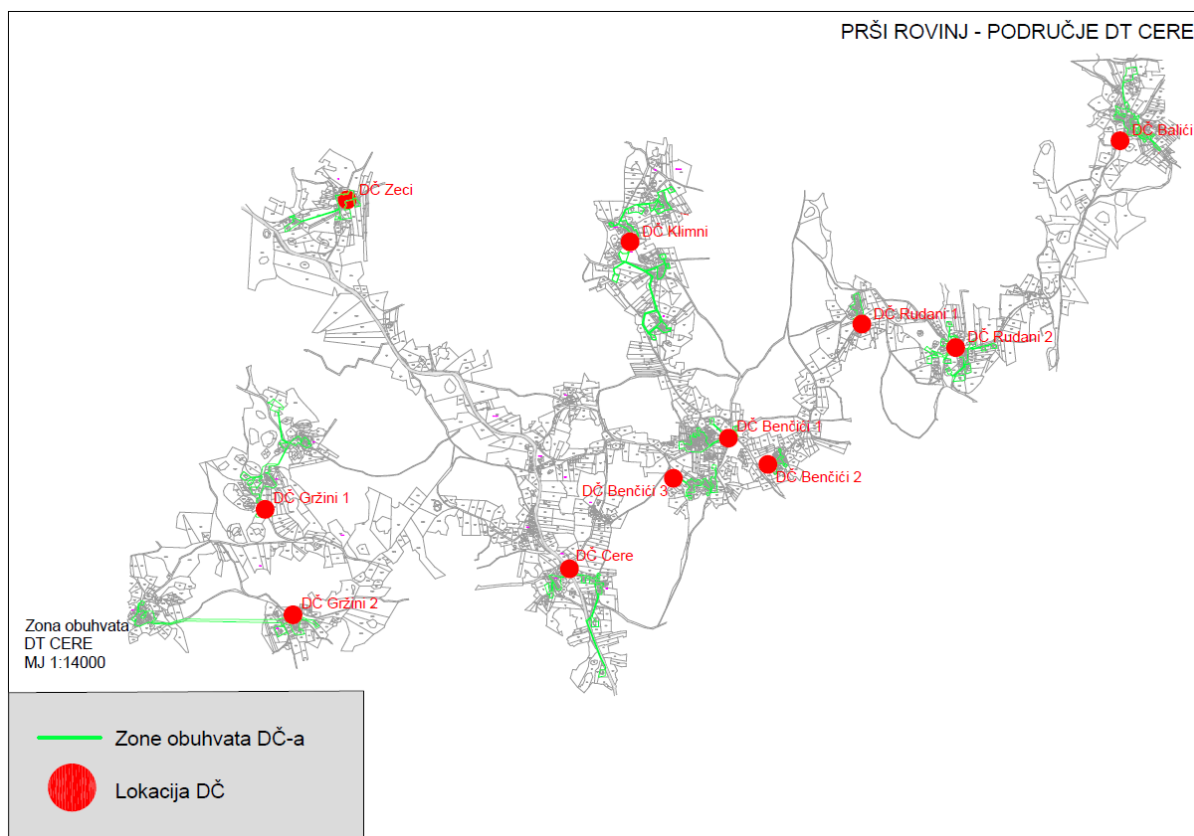 PRŠI ROVINJ - PODRUČJE DT CERE
DČ Balići
DČ Zeci
DČ Klimni
DČ Rudani 1
DČ Rudani 2
DČ Benčići 1
DČ Benčići 2
DČ Benčići 3
DČ Gržini 1
DČ Cere
DČ Gržini 2
Zona obuhvata
DT CERE
MJ 1:14000
Zone obuhvata DČ-a
Lokacija DČ